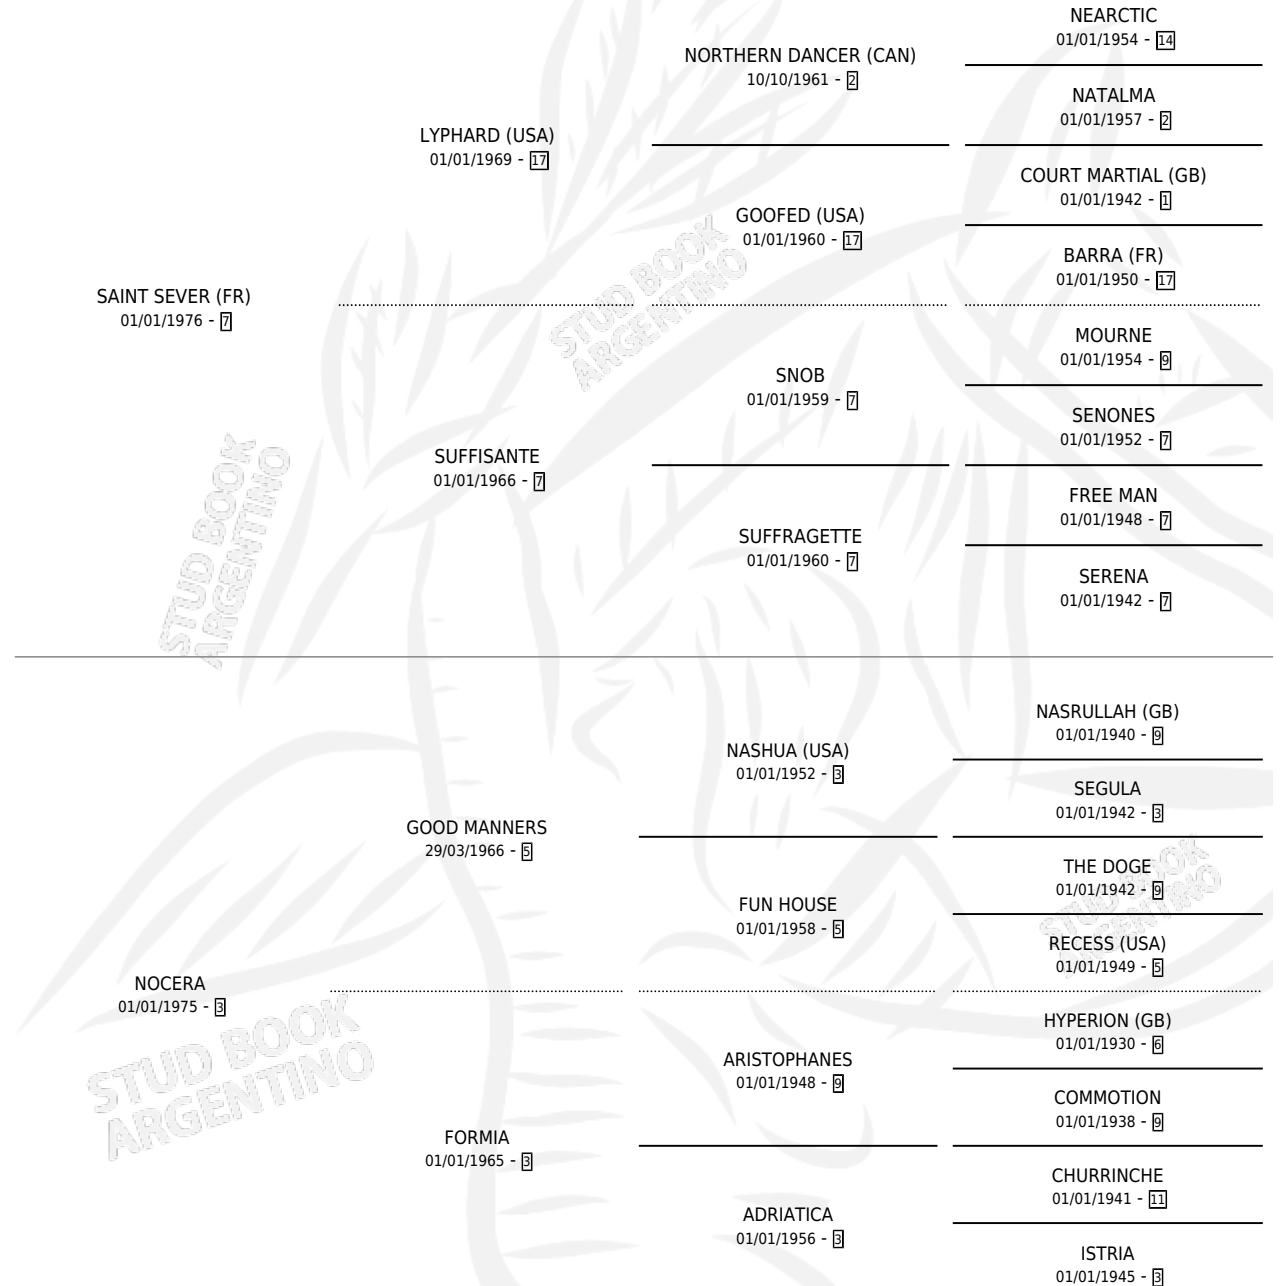 NEARCTIC
01/01/1954 - 14
NORTHERN DANCER (CAN)
10/10/1961 - 2
NATALMA
01/01/1957 - 2
LYPHARD (USA)
01/01/1969 - 17
COURT MARTIAL (GB)
01/01/1942 - 1
GOOFED (USA)
01/01/1960 - 17
BARRA (FR)
01/01/1950 - 17
SAINT SEVER (FR)
01/01/1976 - 7
STUD BOOK
ARGENTINO
MOURNE
01/01/1954 - 9
SNOB
01/01/1959 - 7
SENONES
01/01/1952 - 7
SUFFISANTE
01/01/1966 - 7
FREE MAN
01/01/1948 - 7
SUFFRAGETTE
01/01/1960 - 7
SERENA
01/01/1942 - 7
STUD BOOK
ARGENTINO
NASRULLAH (GB)
01/01/1940 - 9
NASHUA (USA)
01/01/1952 - 3
SEGULA
01/01/1942 - 3
GOOD MANNERS
29/03/1966 - 5
THE DOGE
01/01/1942 - 9
FUN HOUSE
01/01/1958 - 5
RECESS (USA)
01/01/1949 - 5
STUD BOOK
ARGENTINO
NOCERA
01/01/1975 - 3
HYPERION (GB)
01/01/1930 - 6
ARISTOPHANES
01/01/1948 - 9
COMMOTION
01/01/1938 - 9
STUD BOOK
ARGENTINO
FORMIA
01/01/1965 - 3
CHURRINCHE
01/01/1941 - 11
ADRIATICA
01/01/1956 - 3
ISTRIA
01/01/1945 - 3